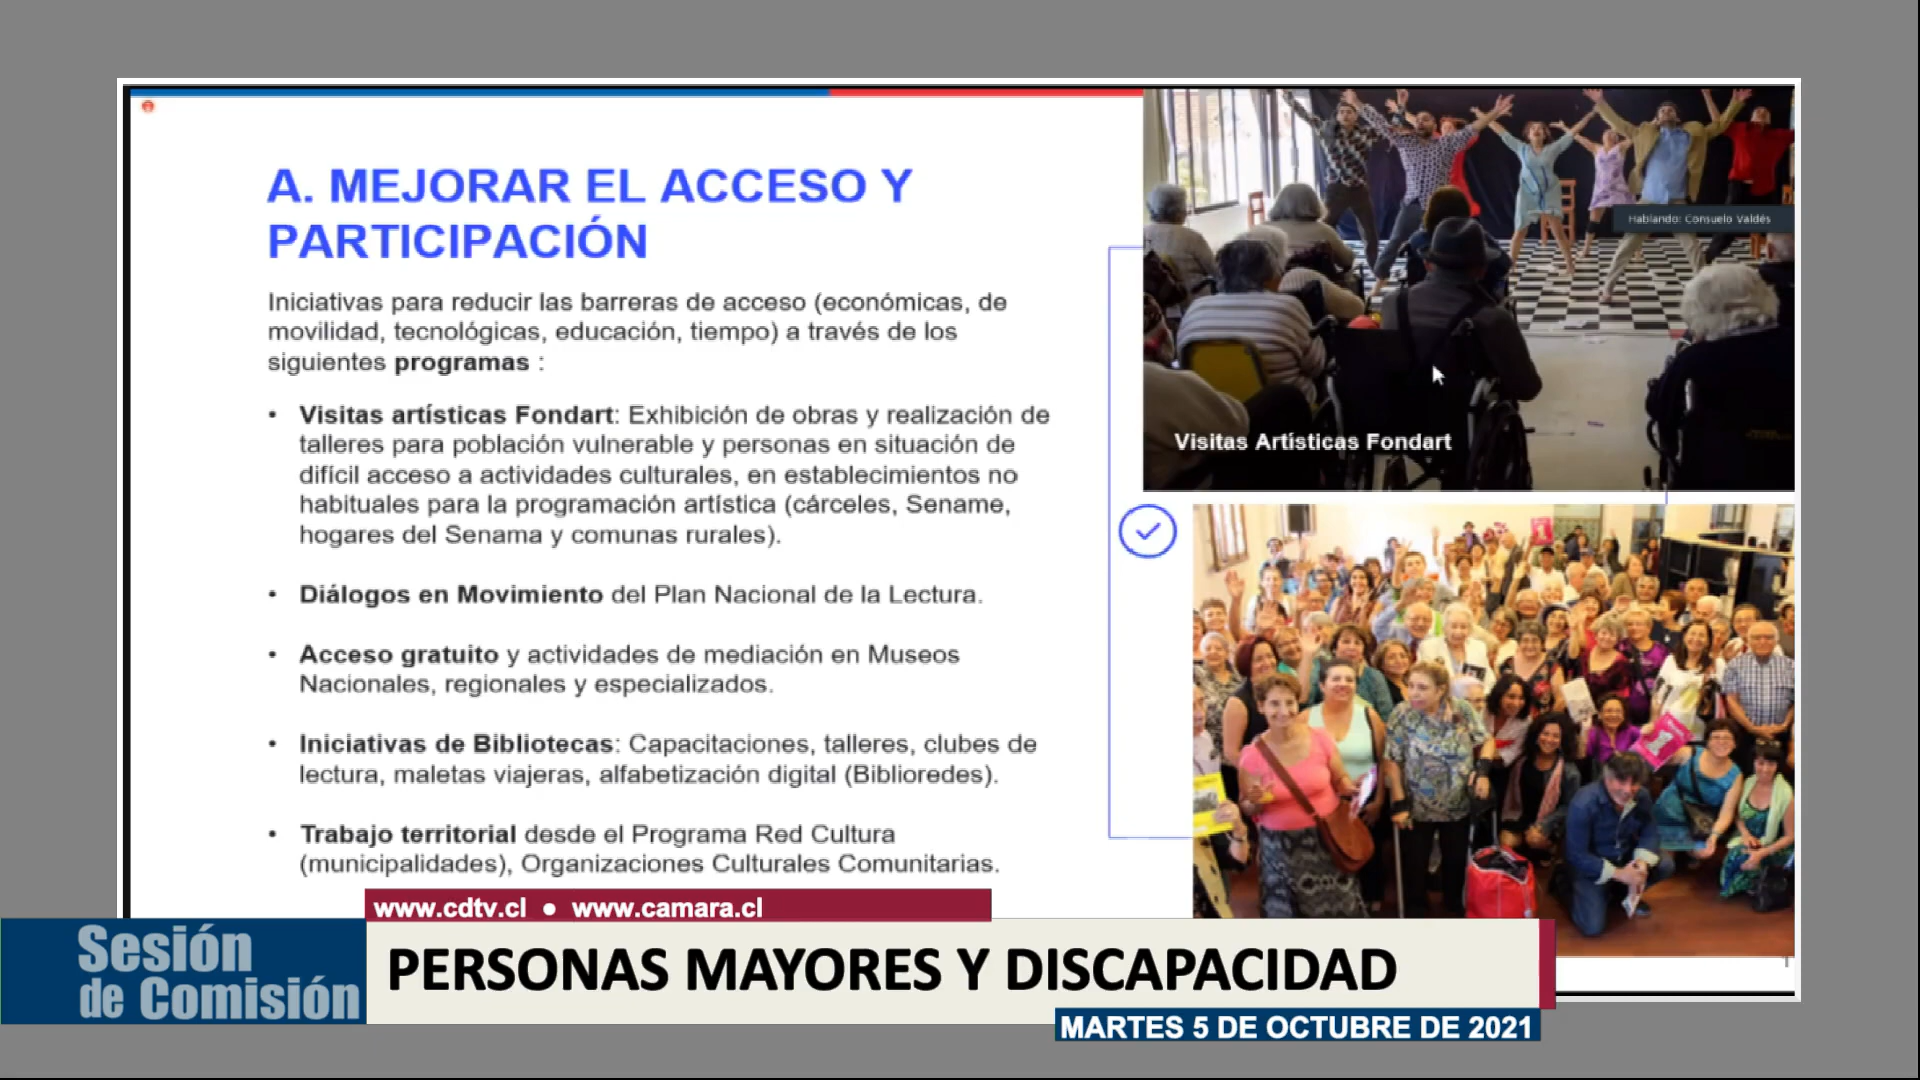 A. MEJORAR EL ACCESO Y
PARTICIPACIÓN
Iniciativas para reducir las barreras de acceso (económicas, de
movilidad, tecnológicas, educación, tiempo) a través de los
siguientes programas :
• Visitas artísticas Fondart: Exhibición de obras y realización de
talleres para población vulnerable y personas en situación de
difícil acceso a actividades culturales, en establecimientos no
habituales para la programación artística (cárceles, Sename,
hogares del Senama y comunas rurales).
• Diálogos en Movimiento del Plan Nacional de la Lectura.
• Acceso gratuito y actividades de mediación en Museos
Nacionales, regionales y especializados.
• Iniciativas de Bibliotecas: Capacitaciones, talleres, clubes de
lectura, maletas viajeras, alfabetización digital (Biblioredes).
• Trabajo territorial desde el Programa Red Cultura
(municipalidades), Organizaciones Culturales Comunitarias.
Hablando: Consuelo Valdés
Visitas Artísticas Fondart
www.cdtv.cl • www.camara.cl
Sesión
de Comisión
PERSONAS MAYORES Y DISCAPACIDAD
MARTES 5 DE OCTUBRE DE 2021